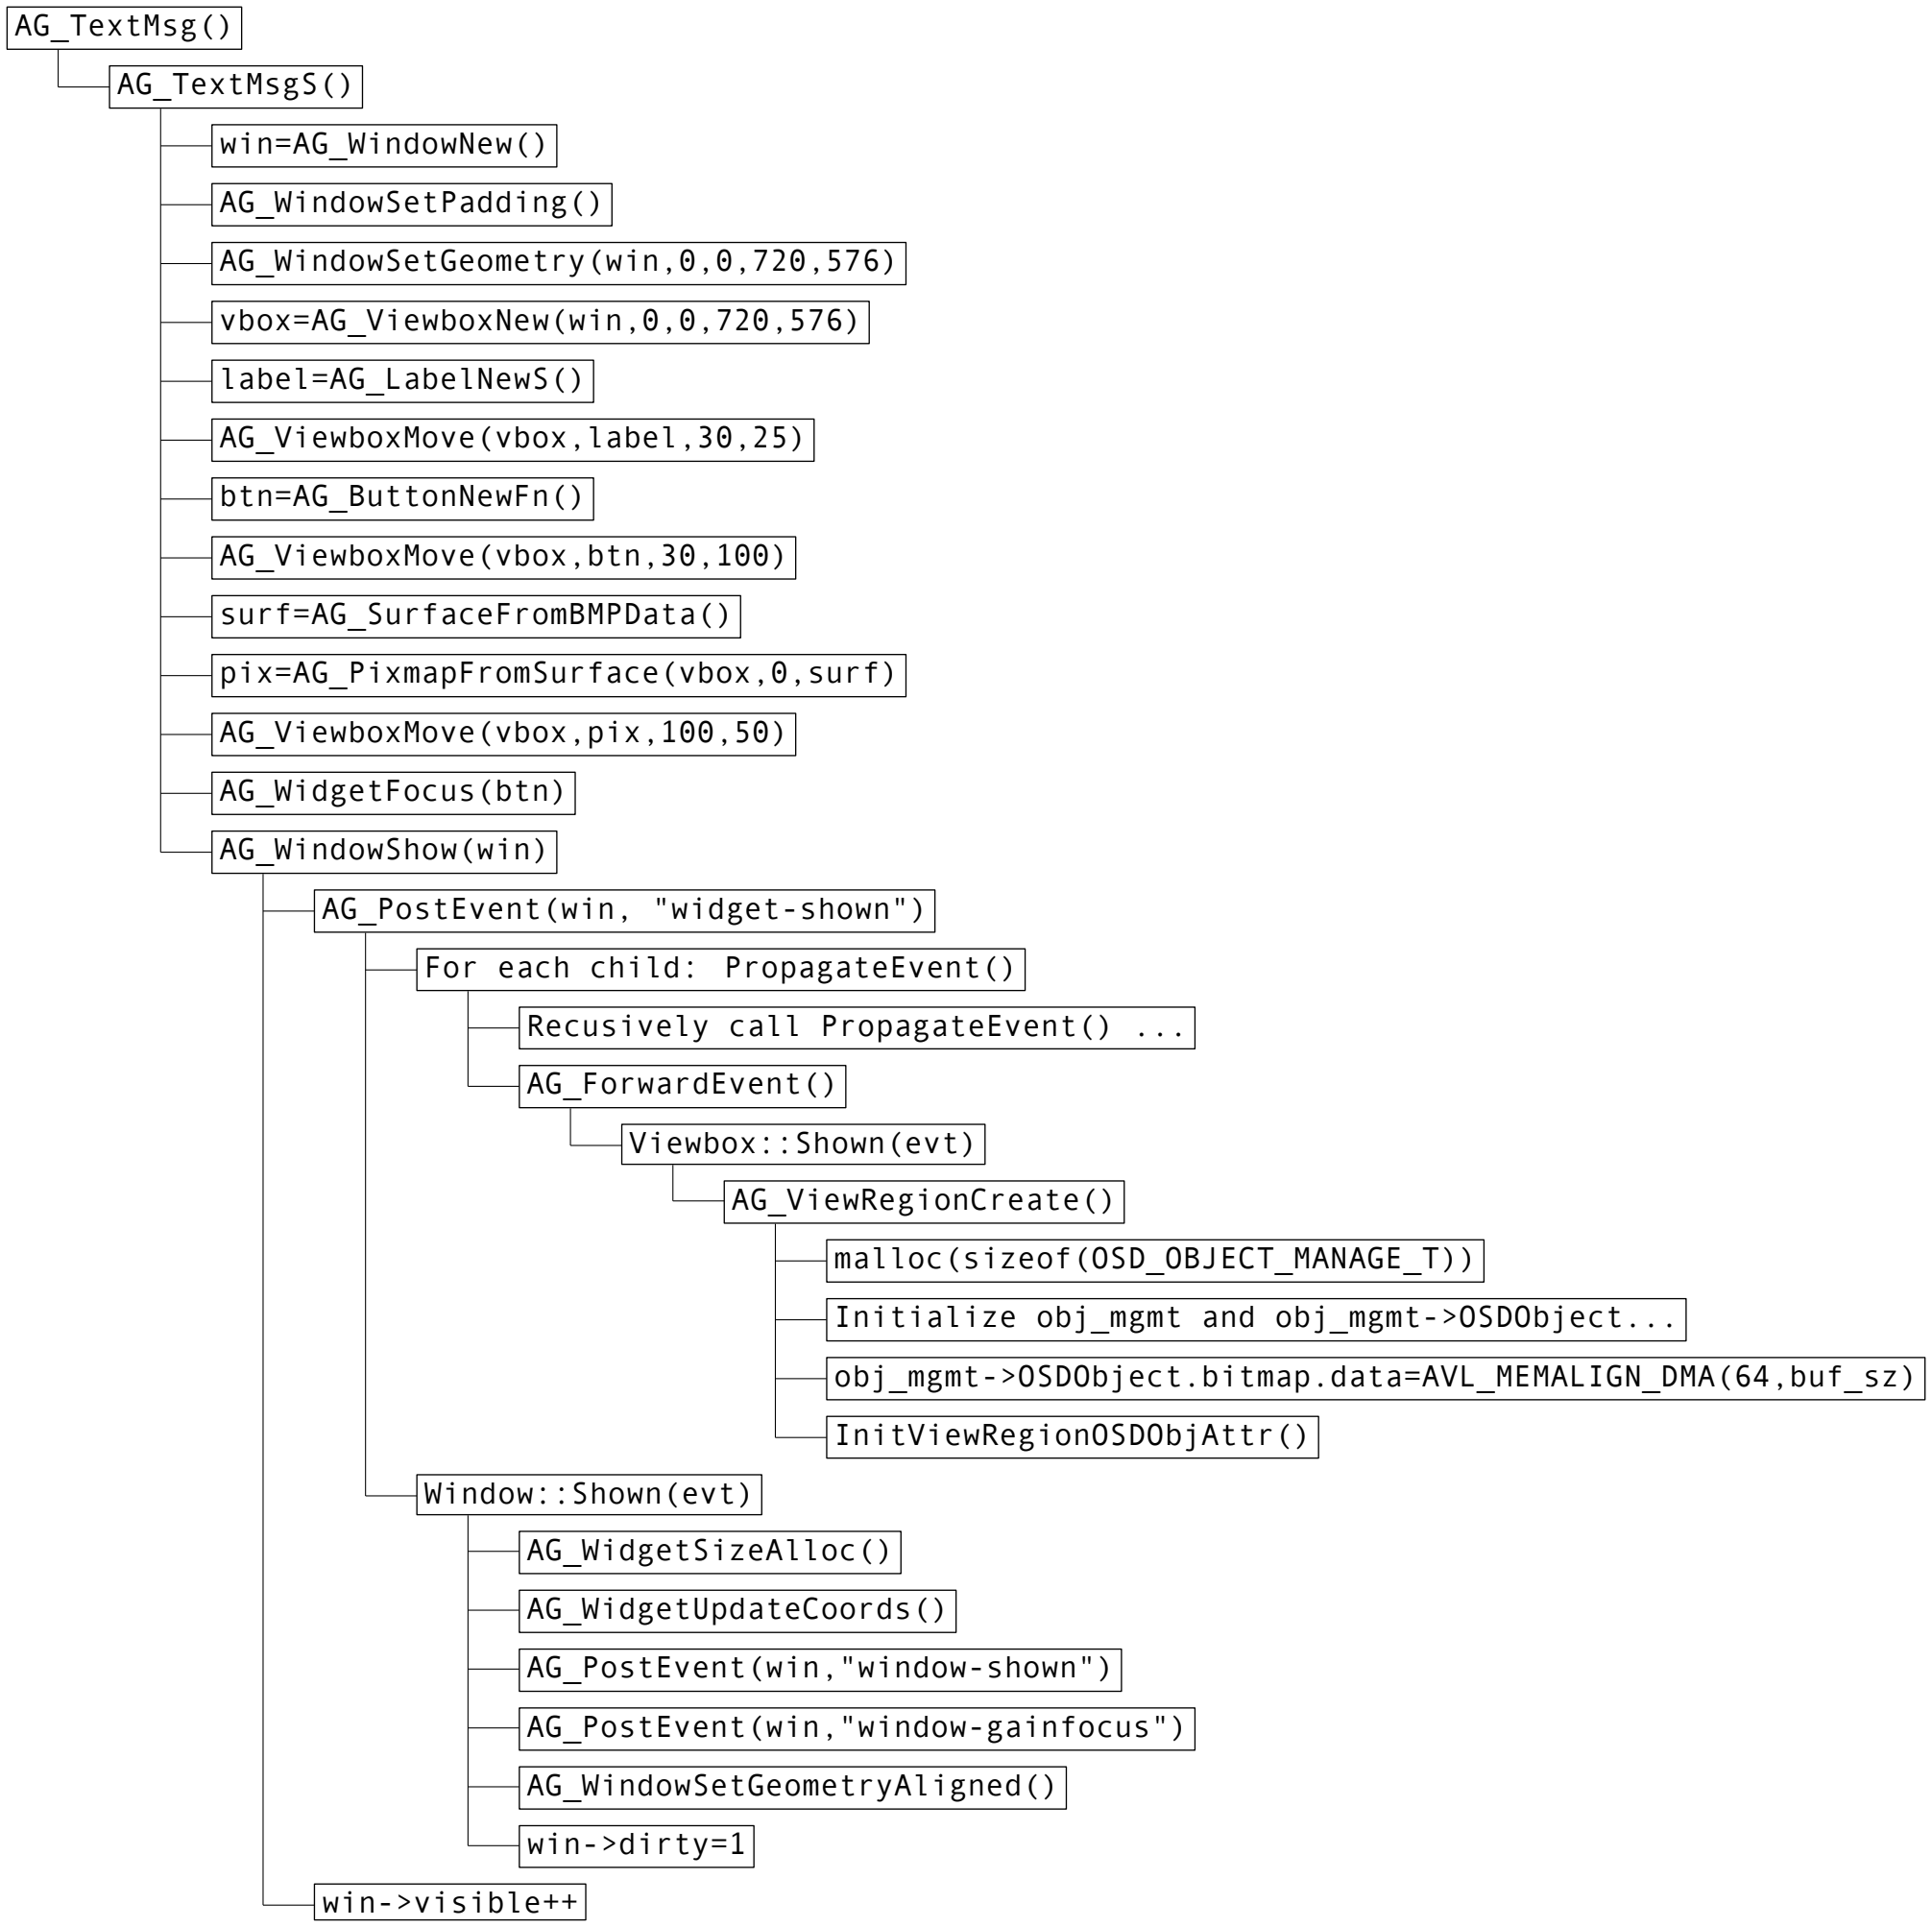 AG_TextMsg()
AG_TextMsgS()
win=AG_WindowNew()
AG_WindowSetPadding()
AG_WindowSetGeometry(win,0,0,720,576)
vbox=AG_ViewboxNew(win,0,0,720,576)
label=AG_LabelNewS()
AG_ViewboxMove(vbox,label,30,25)
btn=AG_ButtonNewFn()
AG_ViewboxMove(vbox,btn,30,100)
surf=AG_SurfaceFromBMPData()
pix=AG_PixmapFromSurface(vbox,0,surf)
AG_ViewboxMove(vbox,pix,100,50)
AG_WidgetFocus(btn)
AG_WindowShow(win)
AG_PostEvent(win, "widget-shown")
For each child: PropagateEvent()
Recusively call PropagateEvent() ...
AG_ForwardEvent()
Viewbox::Shown(evt)
AG_ViewRegionCreate()
malloc(sizeof(OSD_OBJECT_MANAGE_T))
Initialize obj_mgmt and obj_mgmt->OSDObject...
obj_mgmt->OSDObject.bitmap.data=AVL_MEMALIGN_DMA(64,buf_sz)
InitViewRegionOSDObjAttr()
Window::Shown(evt)
AG_WidgetSizeAlloc()
AG_WidgetUpdateCoords()
AG_PostEvent(win,"window-shown")
AG_PostEvent(win,"window-gainfocus")
AG_WindowSetGeometryAligned()
win->dirty=1
win->visible++